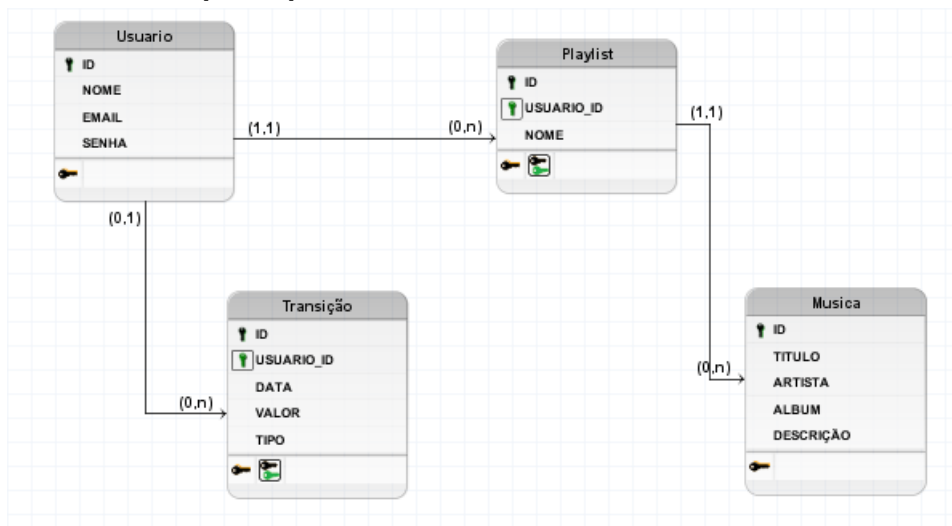 Usuario
ID
NOME
EMAIL
SENHA
(1,1)
(0,n)
Playlist
ID
USUARIO_ID
NOME
(1,1)
(0,1)
(0,n)
Transição
ID
USUARIO_ID
DATA
VALOR
TIPO
(0,n)
Musica
ID
TITULO
ARTISTA
ALBUM
DESCRIÇÃO